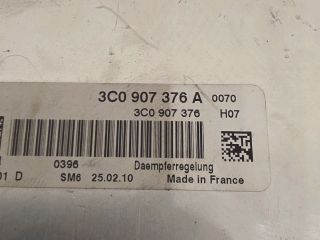 3C0 907 376 A 0070
3C0 907 376 H07
0396
Daempferregelung
01 D SM6 25.02.10 Made in France